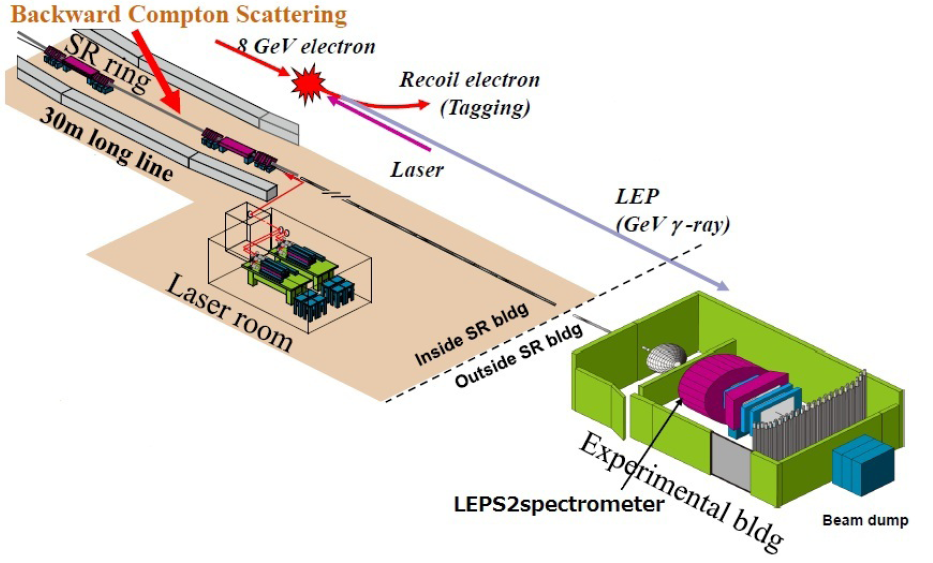 Backward Compton Scattering
SR ring
8 GeV electron
Recoil electron
(Tagging)
30m long line
Laser
LEP
(GeV γ-ray)
Laser room
Inside SR bldg
Outside SR bldg
Experimental bldg
LEPS2spectrometer
Beam dump